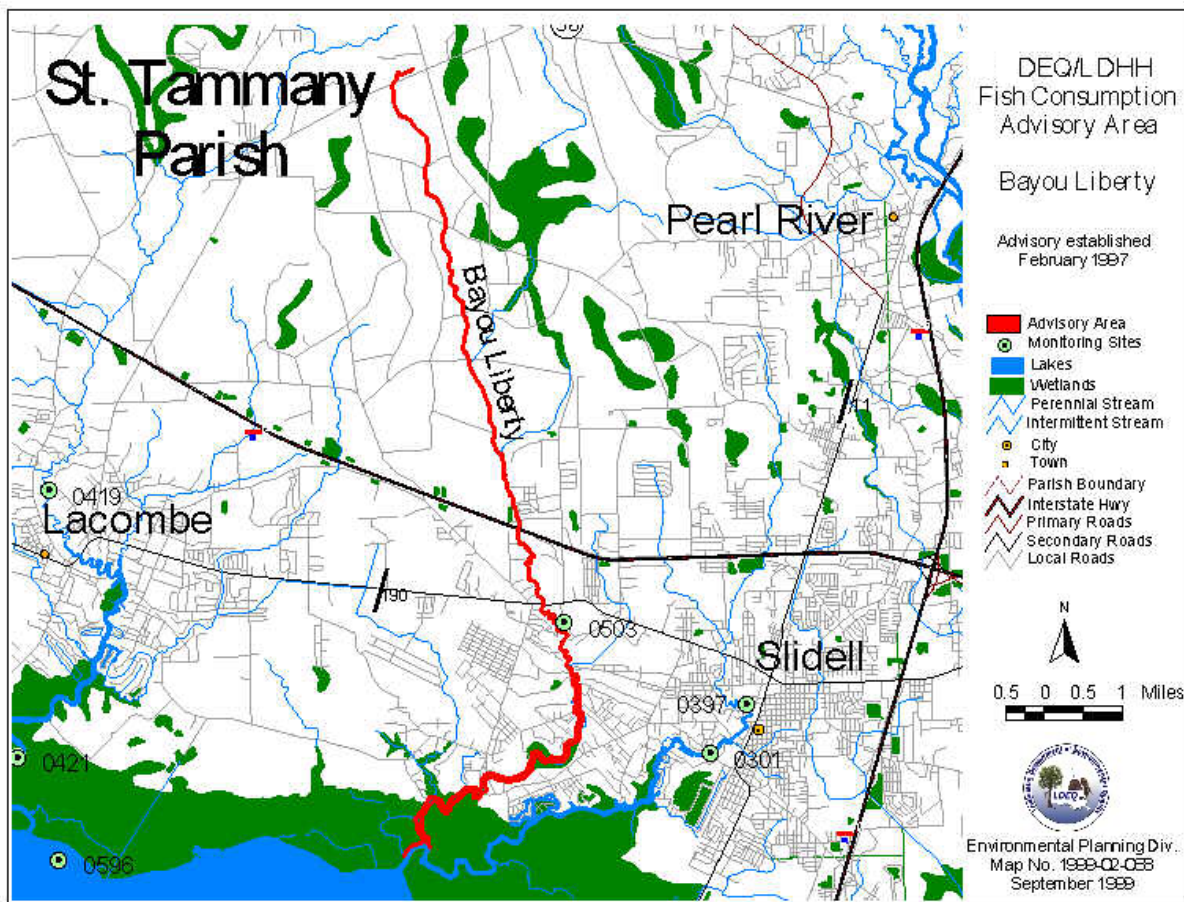 St. Tammany
Parish
Bayou Liberty
Pearl River
11
0419
Lacombe
190
0503
Slidell
0397
0301
0421
0596
DEQ/LDHH
Fish Consumption
Advisory Area
Bayou Liberty
Advisory established
February 1997
Advisory Area
Monitoring Sites
Lakes
Wetlands
Perennial Stream
Intermittent Stream
City
Town
Parish Boundary
Interstate Hwy
Primary Roads
Secondary Roads
Local Roads
N
0.5 0 0.5 1 Miles
LDEQ
Environmental Planning Div.
Map No. 1999-02-058
September 1999